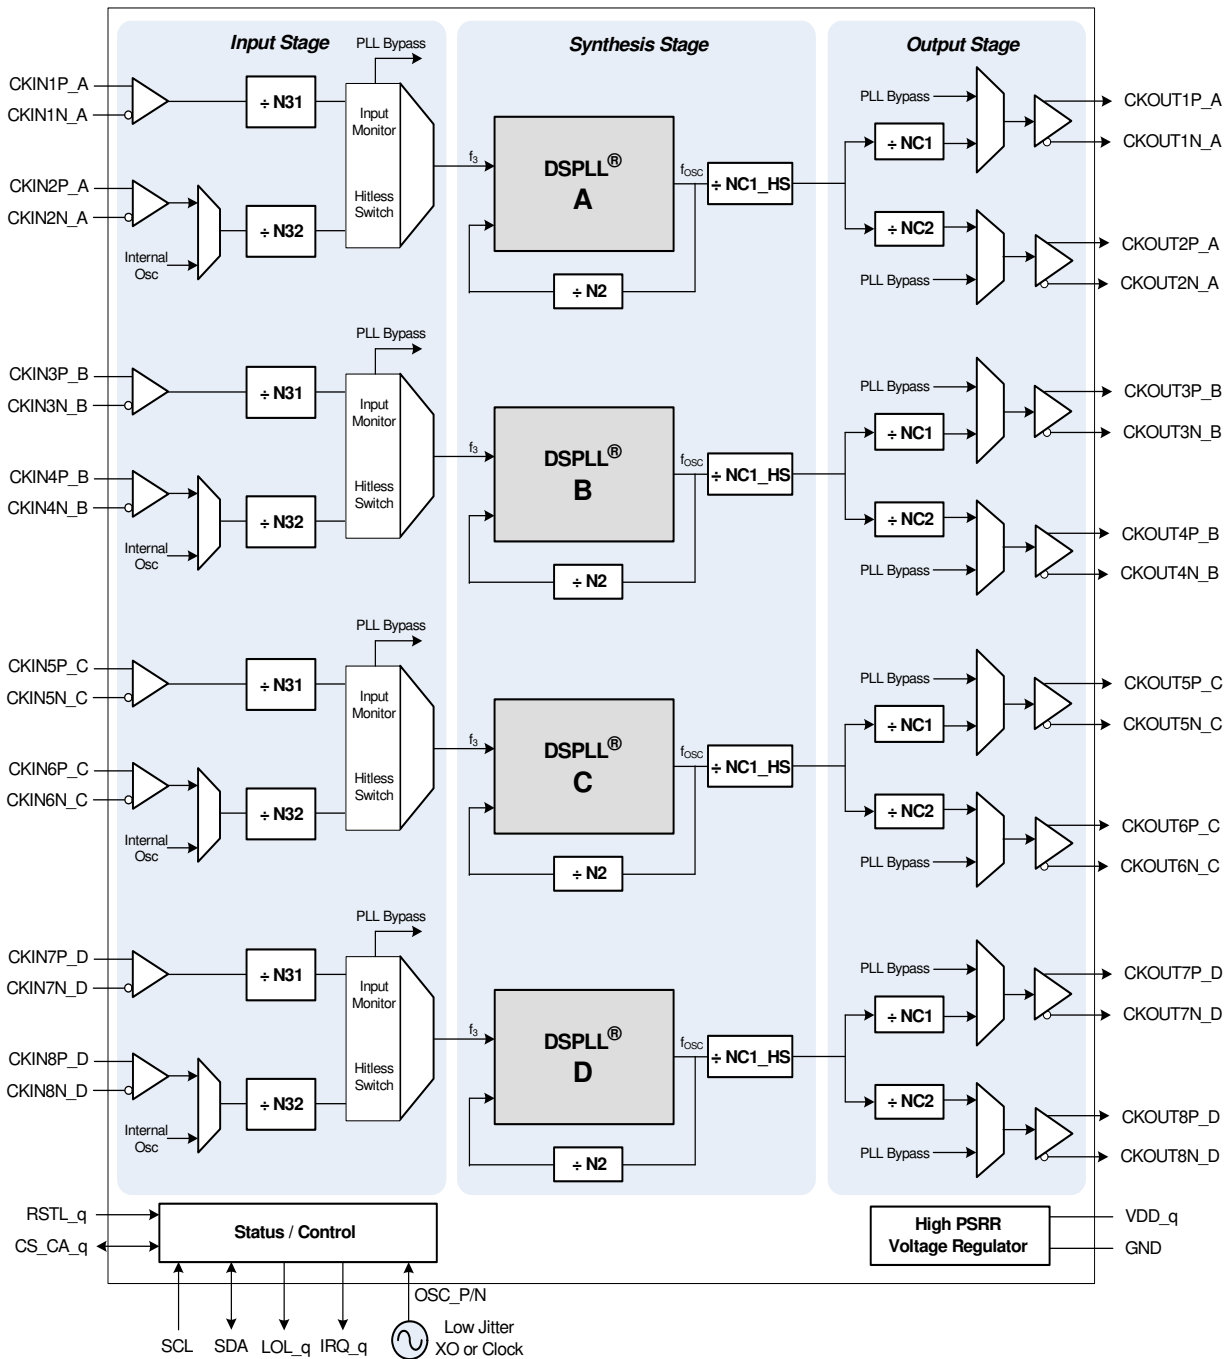 Input Stage
Synthesis Stage
Output Stage
PLL Bypass
CKIN1P_A
CKIN1N_A
÷ N31
Input
Monitor
CKIN2P_A
CKIN2N_A
Internal
Osc
÷ N32
Hitless
Switch
f3
DSPLL®
A
fOSC
÷ N2
÷ NC1_HS
PLL Bypass
÷ NC1
÷ NC2
PLL Bypass
CKOUT1P_A
CKOUT1N_A
CKOUT2P_A
CKOUT2N_A
PLL Bypass
CKIN3P_B
CKIN3N_B
÷ N31
Input
Monitor
CKIN4P_B
CKIN4N_B
Internal
Osc
÷ N32
Hitless
Switch
f3
DSPLL®
B
fOSC
÷ N2
÷ NC1_HS
PLL Bypass
÷ NC1
÷ NC2
PLL Bypass
CKOUT3P_B
CKOUT3N_B
CKOUT4P_B
CKOUT4N_B
PLL Bypass
CKIN5P_C
CKIN5N_C
÷ N31
Input
Monitor
CKIN6P_C
CKIN6N_C
Internal
Osc
÷ N32
Hitless
Switch
f3
DSPLL®
C
fOSC
÷ N2
÷ NC1_HS
PLL Bypass
÷ NC1
÷ NC2
PLL Bypass
CKOUT5P_C
CKOUT5N_C
CKOUT6P_C
CKOUT6N_C
PLL Bypass
CKIN7P_D
CKIN7N_D
÷ N31
Input
Monitor
CKIN8P_D
CKIN8N_D
Internal
Osc
÷ N32
Hitless
Switch
f3
DSPLL®
D
fOSC
÷ N2
÷ NC1_HS
PLL Bypass
÷ NC1
÷ NC2
PLL Bypass
CKOUT7P_D
CKOUT7N_D
CKOUT8P_D
CKOUT8N_D
RSTL_q
CS_CA_q
Status / Control
High PSRR
Voltage Regulator
VDD_q
GND
SCL
SDA
LOL_q
IRQ_q
OSC_P/N
Low Jitter
XO or Clock